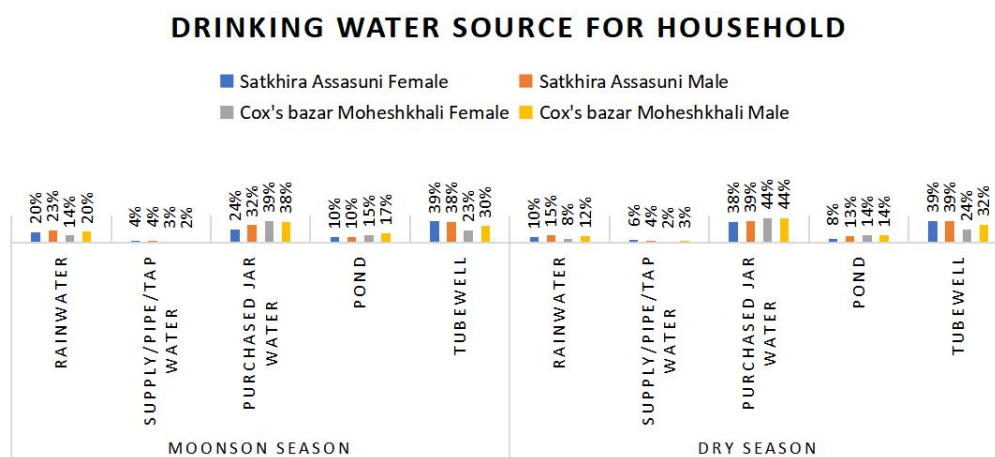 DRINKING WATER SOURCE FOR HOUSEHOLD
Satkhira Assasuni Female
Satkhira Assasuni Male
Cox's bazar Moheshkhali Female
Cox's bazar Moheshkhali Male
20% 23% 14% 20%
4% 4% 3% 2%
24% 32% 39% 38%
10% 10% 15% 17%
39% 38% 23% 30%
10% 15% 8% 12%
6% 4% 2% 3%
38% 39% 44% 44%
8% 13% 14% 14%
39% 39% 24% 32%
RAINWATER
SUPPLY/PIPE/TAP
WATER
PURCHASED JAR
WATER
POND
TUBEWELL
RAINWATER
SUPPLY/PIPE/TAP
WATER
PURCHASED JAR
WATER
POND
TUBEWELL
MOONSON SEASON
DRY SEASON